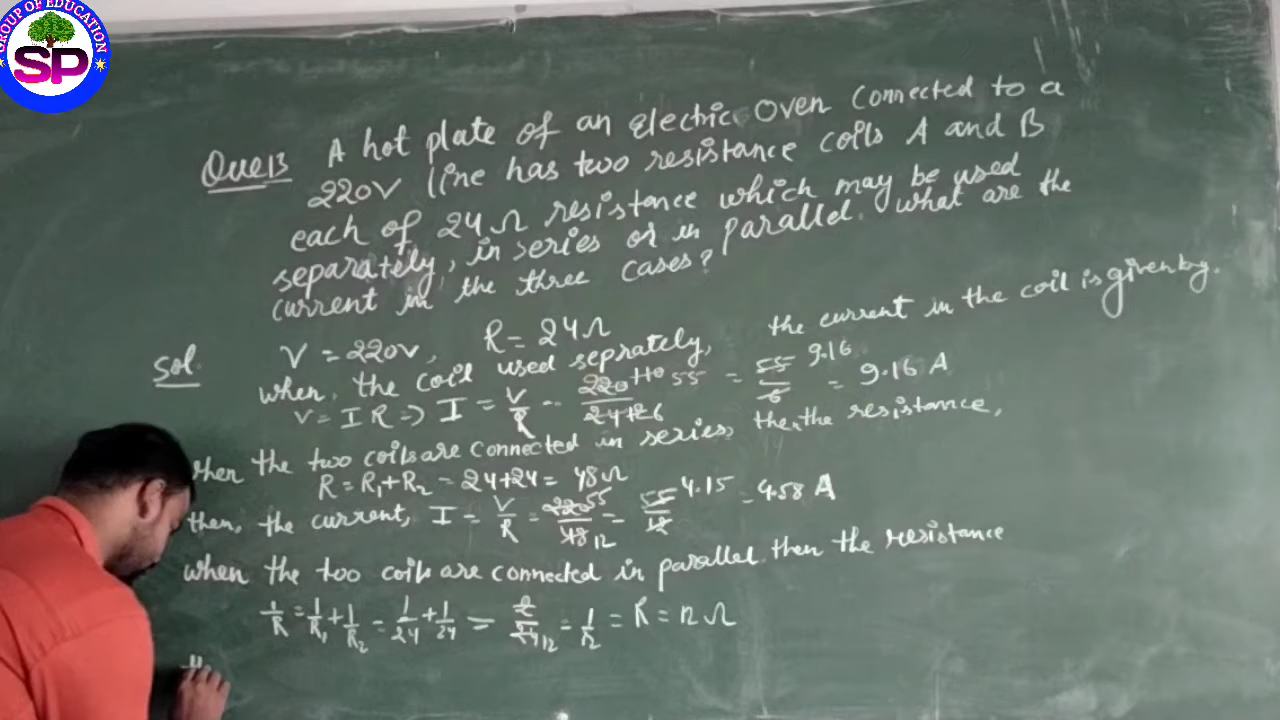 GROUP OF EDUCATION
SP
Que13 A hot plate of an electric oven connected to a
220V line has two resistance coils A and B
each of 24Ω resistance which may be used
separately, in series or in parallel. what are the
current in the three cases?
Sol. V = 220V, R = 24Ω
when, the coil used seprately, the current in the coil is given by.
V = IR => I = V/R = 220/24 110 55 = 55/6 9.16 = 9.16 A
when the two coils are connected in series, then the resistance,
R = R1 + R2 = 24+24 = 48Ω
then, the current, I = V/R = 220/48 55 12 = 55/12 4.15 = 4.58 A
when the two coils are connected in parallel then the resistance
1/R = 1/R1 + 1/R2 = 1/24 + 1/24 = 2/24 12 = 1/12 = R = 12 Ω